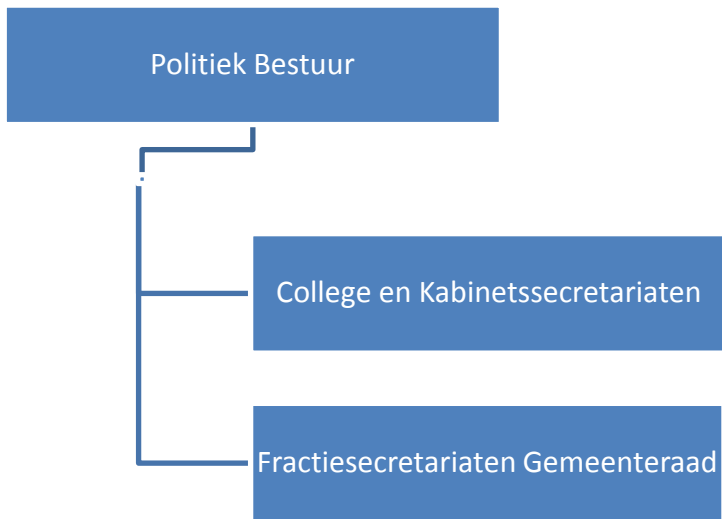 Politiek Bestuur
College en Kabinetssecretariaten
Fractiesecretariaten Gemeenteraad